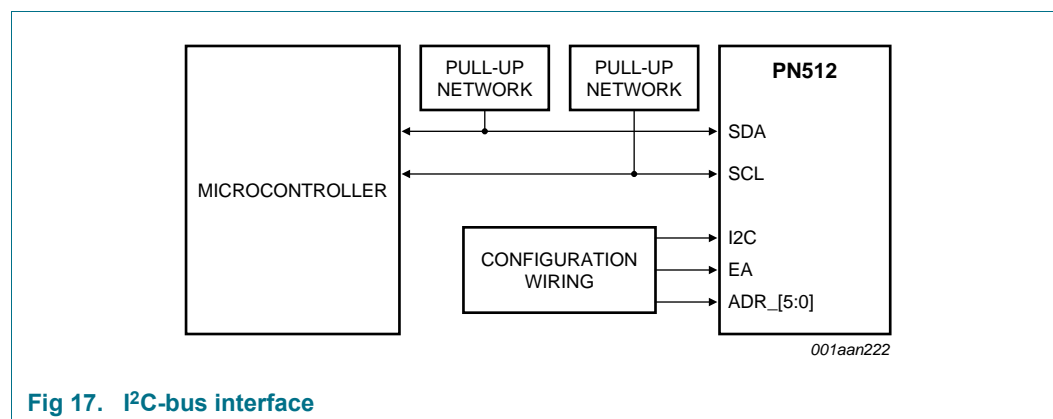 PULL-UP
NETWORK
PULL-UP
NETWORK
PN512
SDA
SCL
MICROCONTROLLER
I2C
CONFIGURATION
WIRING
EA
ADR_[5:0]
001aan222
Fig 17. I²C-bus interface